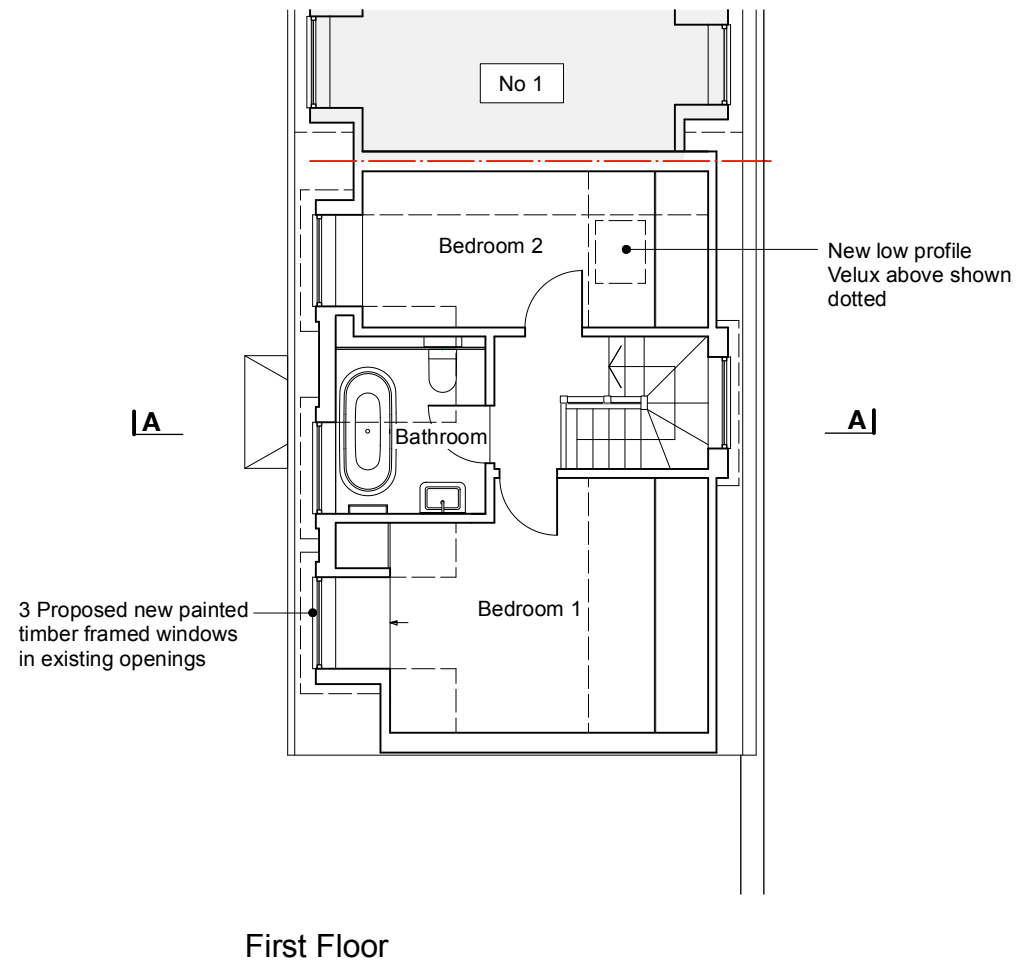 No 1
Bedroom 2
New low profile
Velux above shown
dotted
A
A
Bathroom
Bedroom 1
3 Proposed new painted
timber framed windows
in existing openings
First Floor